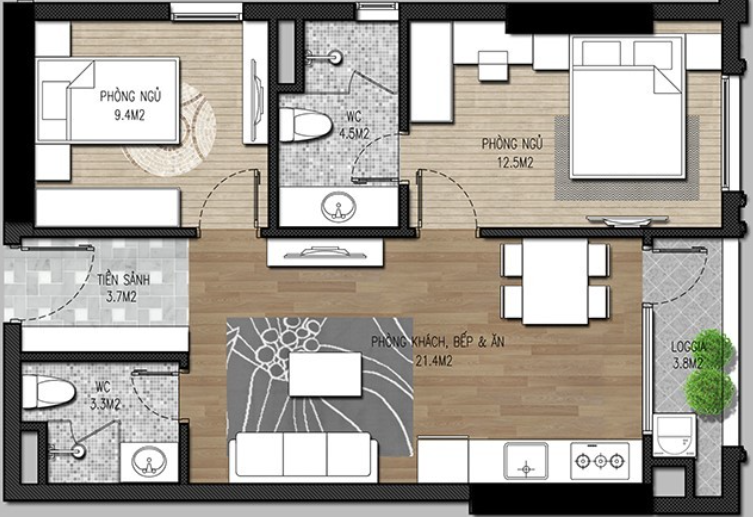 PHÒNG NGỦ
9.4M2
WC
4.5M2
PHÒNG NGỦ
12.5M2
TIỀN SẢNH
3.7M2
PHÒNG KHÁCH, BẾP & ĂN
21.4M2
LOGGIA
3.8M2
WC
3.3M2